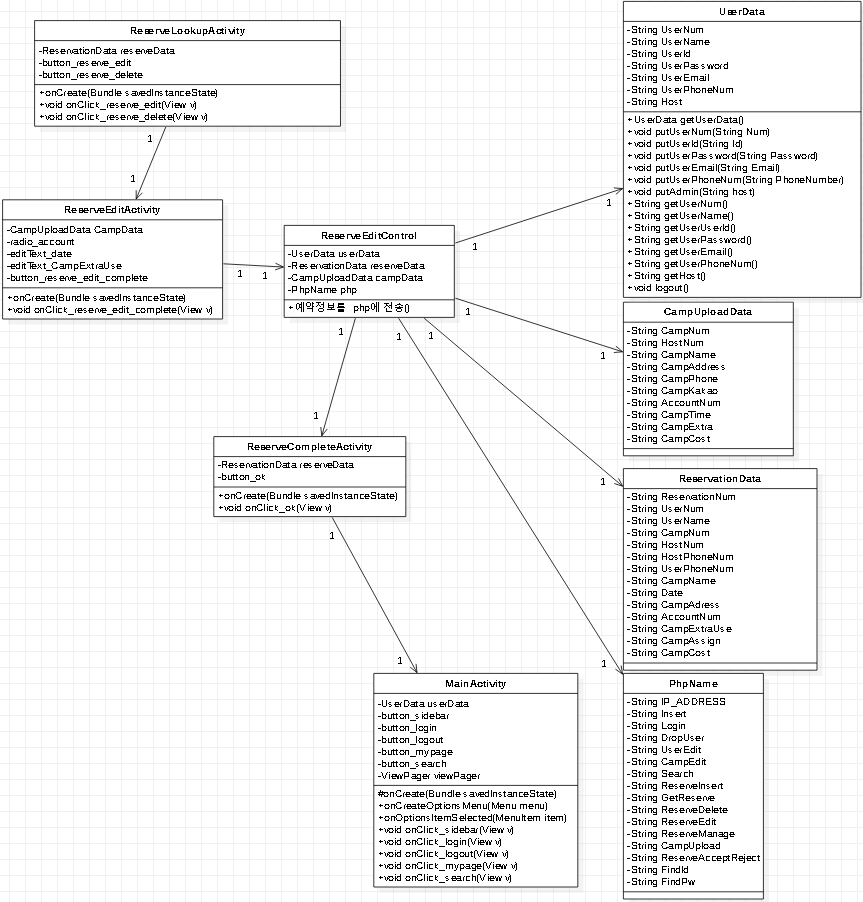 ReserveLookupActivity
-ReservationData reserveData
-button_reserve_edit
-button_reserve_delete
+onCreate(Bundle savedInstanceState)
+void onClick_reserve_edit(View v)
+void onClick_reserve_delete(View v)
1
1
ReserveEditActivity
-CampUploadData CampData
-radio_account
-editText_date
-editText_CampExtraUse
-button_reserve_edit_complete
+onCreate(Bundle savedInstanceState)
+void onClick_reserve_edit_complete(View v)
1
1
ReserveEditControl
-UserData userData
-ReservationData reserveData
-CampUploadData campData
-PhpName php
+예약정보를 php에 전송()
1
1
1
1
1
1
1
1
1
1
ReserveCompleteActivity
-ReservationData reserveData
-button_ok
+onCreate(Bundle savedInstanceState)
+void onClick_ok(View v)
1
1
MainActivity
-UserData userData
-button_sidebar
-button_login
-button_logout
-button_mypage
-button_search
-ViewPager viewPager
#onCreate(Bundle savedInstanceState)
+onCreateOptionsMenu(Menu menu)
+onOptionsItemSelected(MenuItem item)
+void onClick_sidebar(View v)
+void onClick_login(View v)
+void onClick_logout(View v)
+void onClick_mypage(View v)
+void onClick_search(View v)
UserData
-String UserNum
-String UserName
-String UserId
-String UserPassword
-String UserEmail
-String UserPhoneNum
-String Host
+UserData getUserData()
+void putUserNum(String Num)
+void putUserId(String Id)
+void putUserPassword(String Password)
+void putUserEmail(String Email)
+void putUserPhoneNum(String PhoneNumber)
+void putAdmin(String host)
+String getUserNum()
+String getUserName()
+String getUserUserId()
+String getUserPassword()
+String getUserEmail()
+String getUserPhoneNum()
+String getHost()
+void logout()
CampUploadData
-String CampNum
-String HostNum
-String CampName
-String CampAddress
-String CampPhone
-String CampKakao
-String AccountNum
-String CampTime
-String CampExtra
-String CampCost
ReservationData
-String ReservationNum
-String UserNum
-String UserName
-String CampNum
-String HostNum
-String HostPhoneNum
-String UserPhoneNum
-String CampName
-String Date
-String CampAdress
-String AccountNum
-String CampExtraUse
-String CampAssign
-String CampCost
PhpName
-String IP_ADDRESS
-String Insert
-String Login
-String DropUser
-String UserEdit
-String CampEdit
-String Search
-String ReserveInsert
-String GetReserve
-String ReserveDelete
-String ReserveEdit
-String ReserveManage
-String CampUpload
-String ReserveAcceptReject
-String FindId
-String FindPw